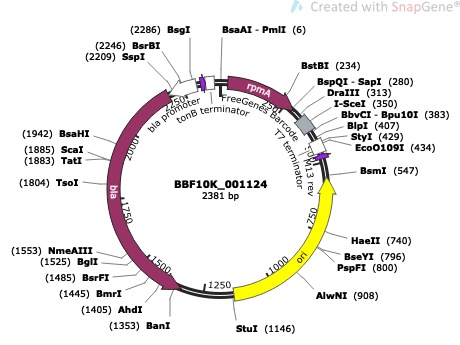 Created with SnapGene®
(2286) BsgI
BsaAI - PmlI (6)
(2246) BsrBI
(2209) SspI
BstBI (234)
BspQI - SapI (280)
DraIII (313)
I-SceI (350)
BbvCI - Bpu10I (383)
BlpI (407)
StyI (429)
EcoO109I (434)
BsmI (547)
rpmA
bla promoter
tonB terminator
FreeGenes Barcode
T7 terminator
M13 rev
(1942) BsaHI
(1885) ScaI
(1883) TatI
(1804) TsoI
2000
250
bla
BBF10K_001124
2381 bp
1750
750
HaeII (740)
BseYI (796)
PspFI (800)
ori
1500
1000
1250
(1553) NmeAIII
(1525) BglI
(1485) BsrFI
(1445) BmrI
(1405) AhdI
(1353) BanI
AlwNI (908)
StuI (1146)